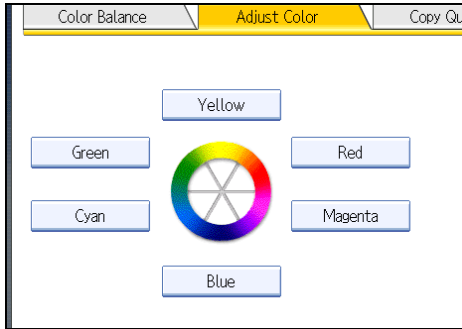 Color Balance
Adjust Color
Copy Qu
Yellow
Green
Red
Cyan
Magenta
Blue